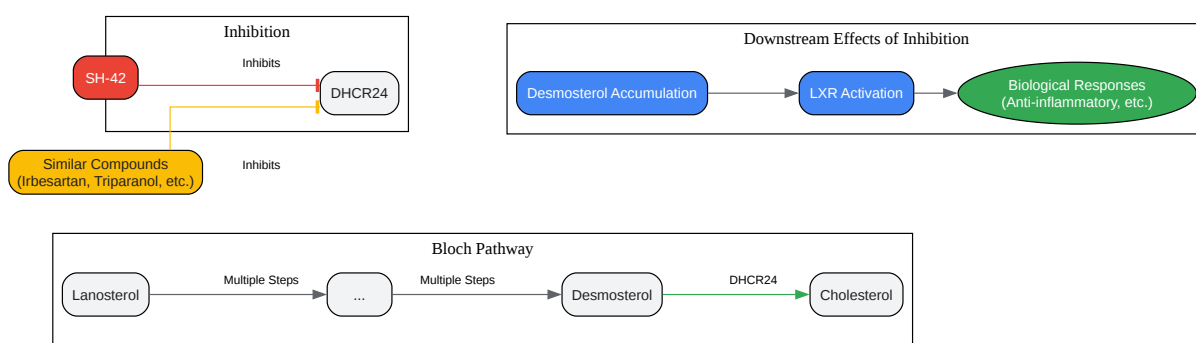 Inhibition
SH-42
Inhibits
DHCR24
Similar Compounds
(Irbesartan, Triparanol, etc.)
Inhibits
Downstream Effects of Inhibition
Desmosterol Accumulation
LXR Activation
Biological Responses
(Anti-inflammatory, etc.)
Bloch Pathway
Lanosterol
Multiple Steps
...
Multiple Steps
Desmosterol
DHCR24
Cholesterol